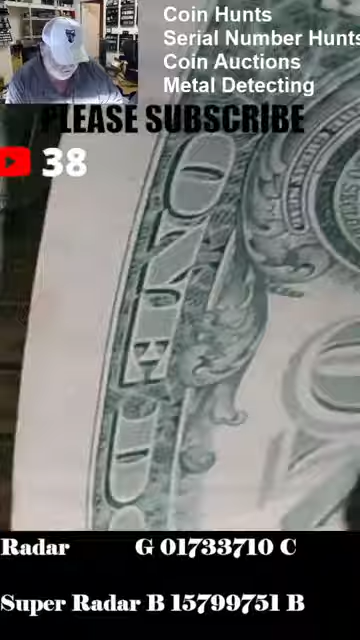 Coin Hunts
Serial Number Hunts
Coin Auctions
Metal Detecting
PLEASE SUBSCRIBE
38
ONE
Radar G 01733710 C
Super Radar B 15799751 B